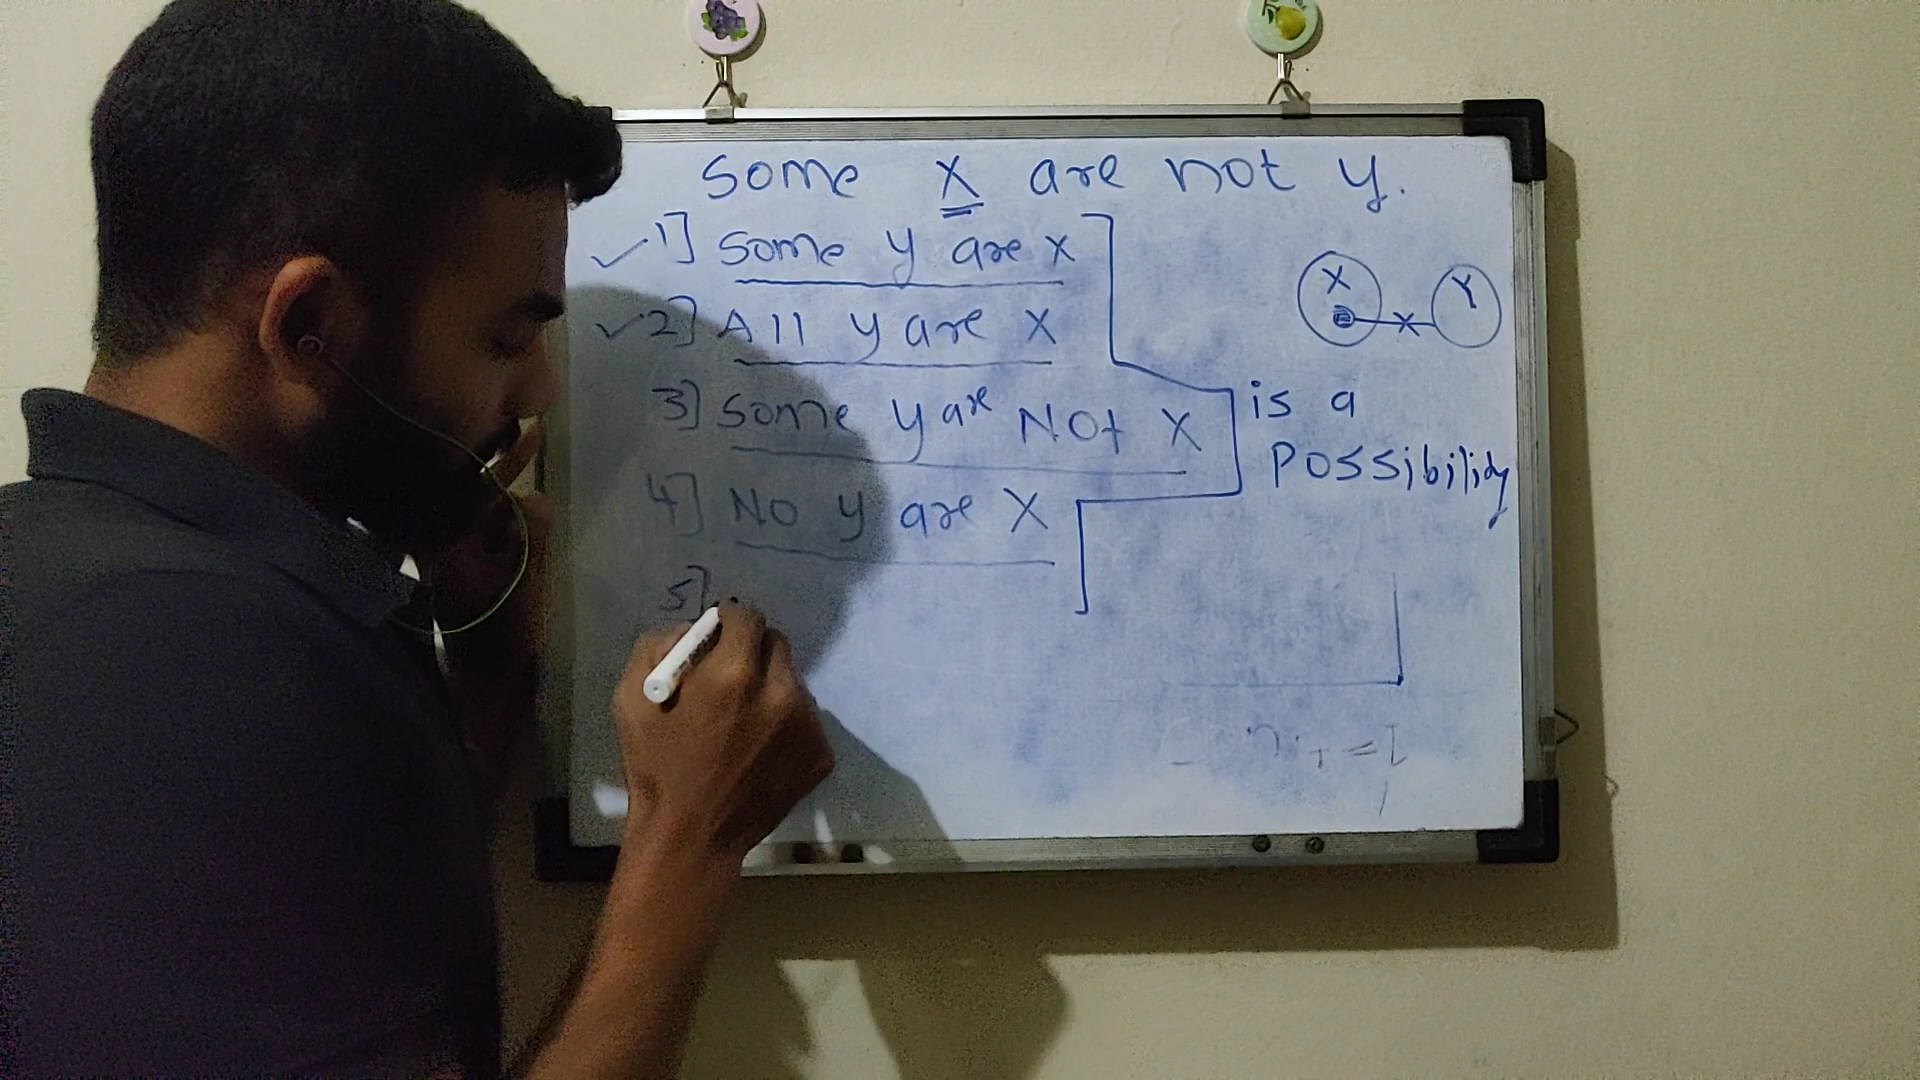 Some X are not y.
1] Some y are x
2] All y are X
3] Some y are NOt X
4] No y are X
5]
is a
Possibility
X
Y